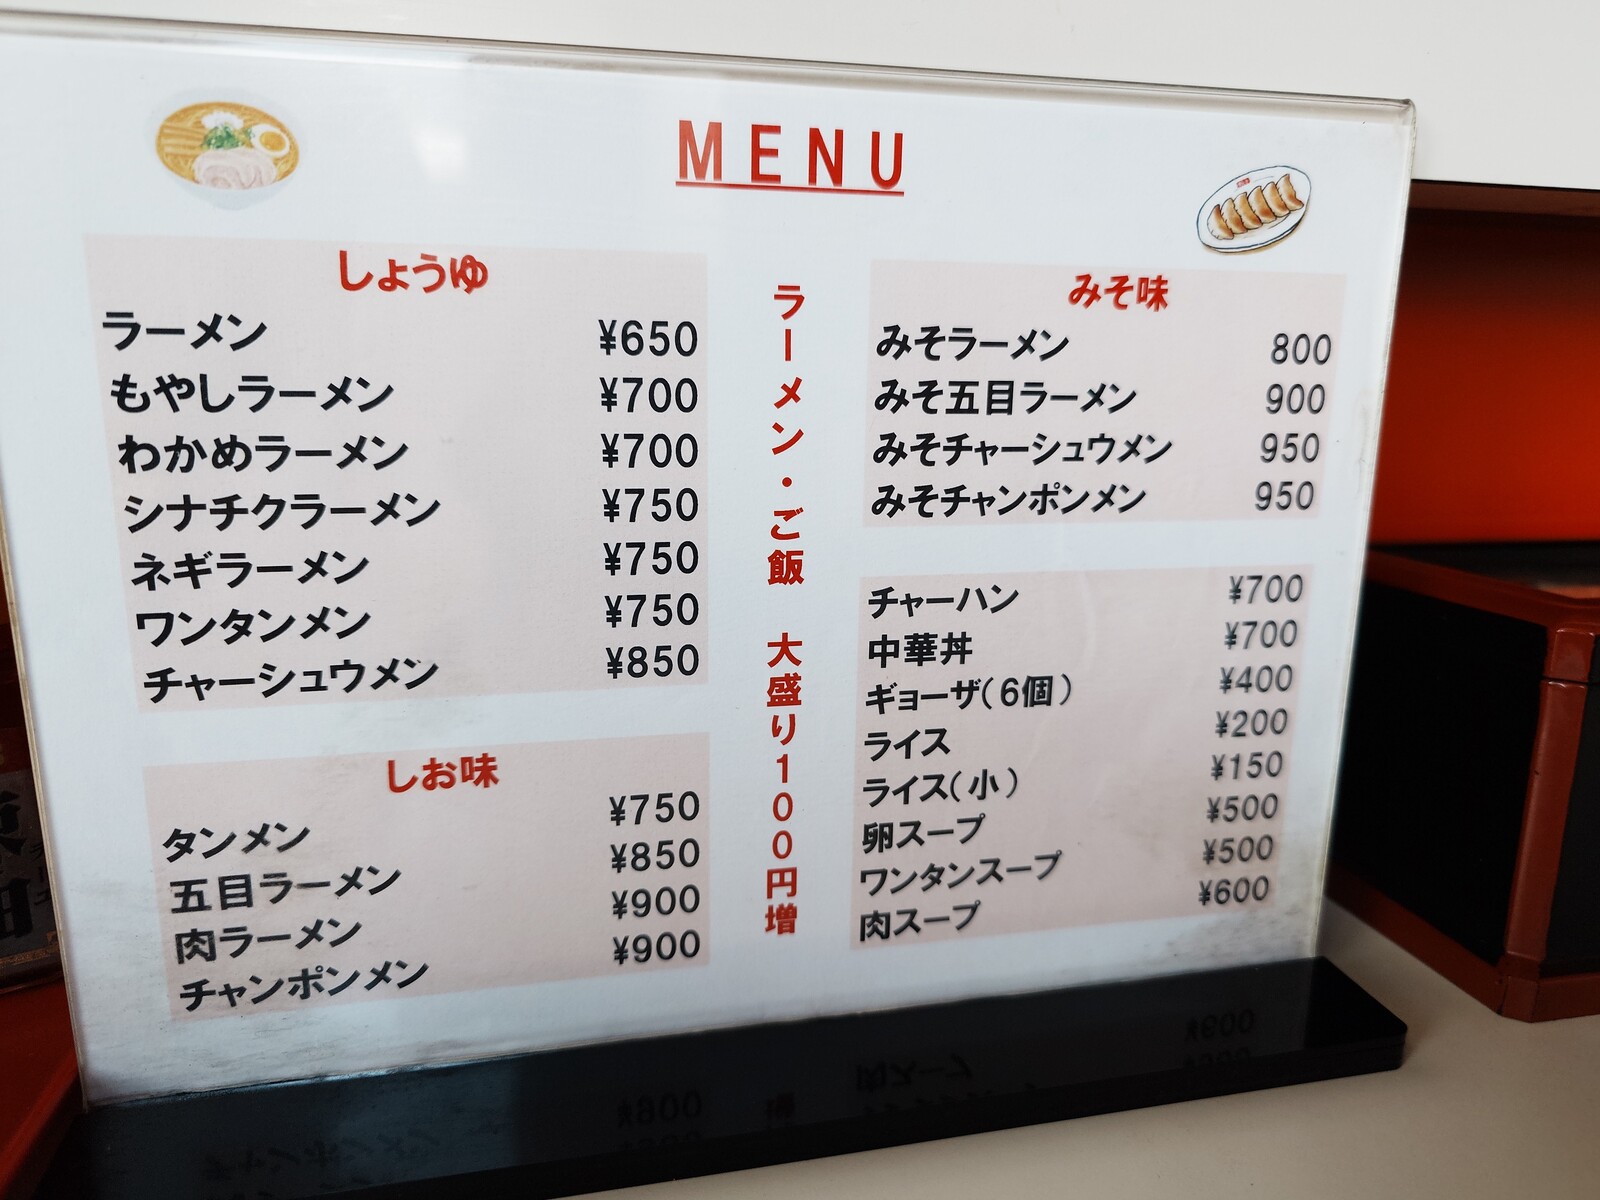 MENU
しょうゆ
ラーメン ¥650
もやしラーメン ¥700
わかめラーメン ¥700
シナチクラーメン ¥750
ネギラーメン ¥750
ワンタンメン ¥750
チャーシュウメン ¥850
しお味
タンメン ¥750
五目ラーメン ¥850
肉ラーメン ¥900
チャンポンメン ¥900
ラーメン・ご飯 大盛り100円増
みそ味
みそラーメン 800
みそ五目ラーメン 900
みそチャーシュウメン 950
みそチャンポンメン 950
チャーハン ¥700
中華丼 ¥700
ギョーザ(6個) ¥400
ライス ¥200
ライス(小) ¥150
卵スープ ¥500
ワンタンスープ ¥500
肉スープ ¥600